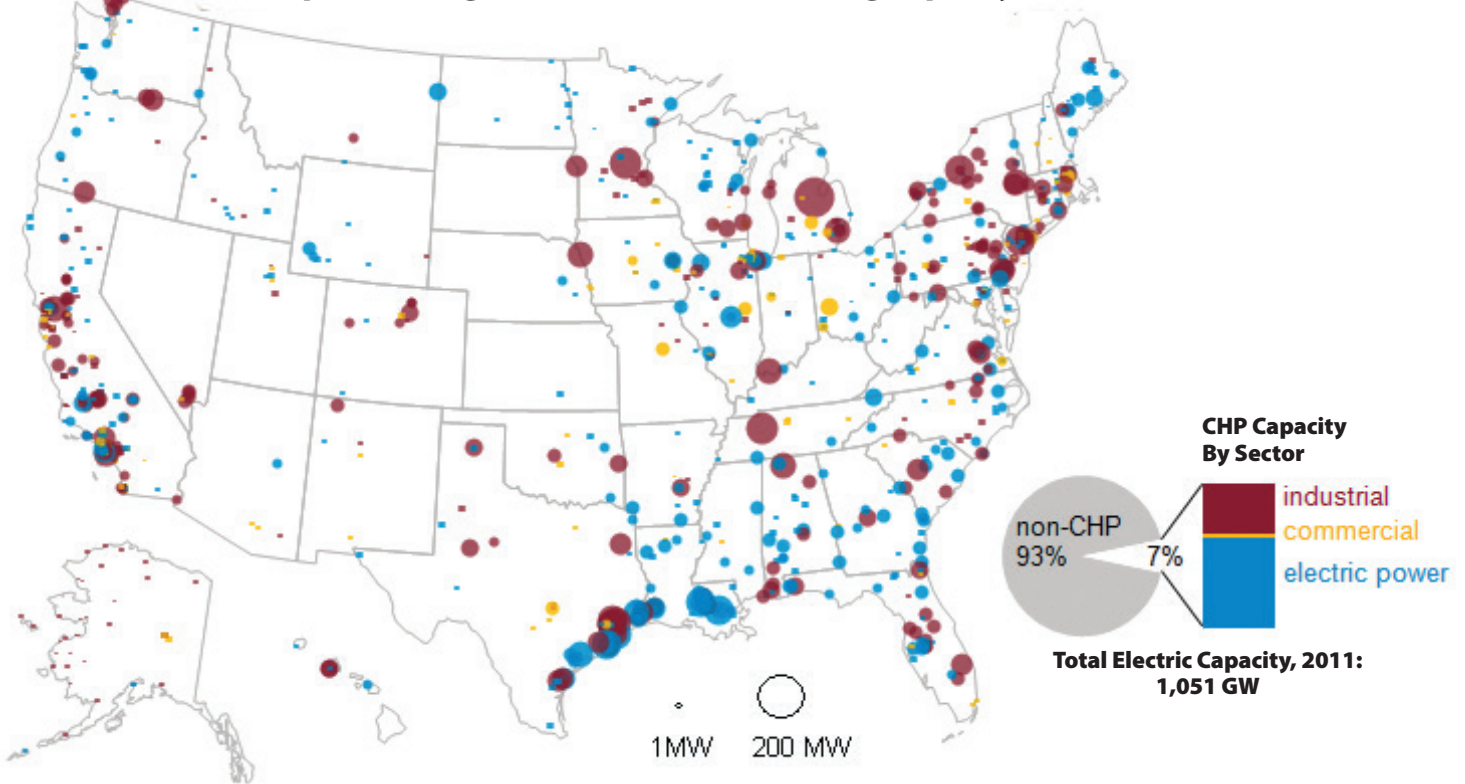 CHP Capacity
By Sector
non-CHP
93%
7%
industrial
commercial
electric power
Total Electric Capacity, 2011:
1,051 GW
1MW
200 MW